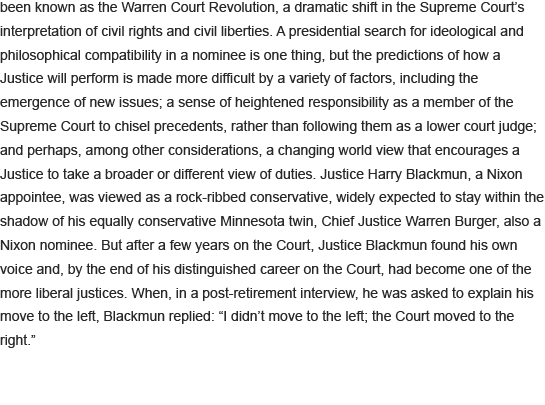 been known as the Warren Court Revolution, a dramatic shift in the Supreme Court’s
interpretation of civil rights and civil liberties. A presidential search for ideological and
philosophical compatibility in a nominee is one thing, but the predictions of how a
Justice will perform is made more difficult by a variety of factors, including the
emergence of new issues; a sense of heightened responsibility as a member of the
Supreme Court to chisel precedents, rather than following them as a lower court judge;
and perhaps, among other considerations, a changing world view that encourages a
Justice to take a broader or different view of duties. Justice Harry Blackmun, a Nixon
appointee, was viewed as a rock-ribbed conservative, widely expected to stay within the
shadow of his equally conservative Minnesota twin, Chief Justice Warren Burger, also a
Nixon nominee. But after a few years on the Court, Justice Blackmun found his own
voice and, by the end of his distinguished career on the Court, had become one of the
more liberal justices. When, in a post-retirement interview, he was asked to explain his
move to the left, Blackmun replied: “I didn’t move to the left; the Court moved to the
right.”